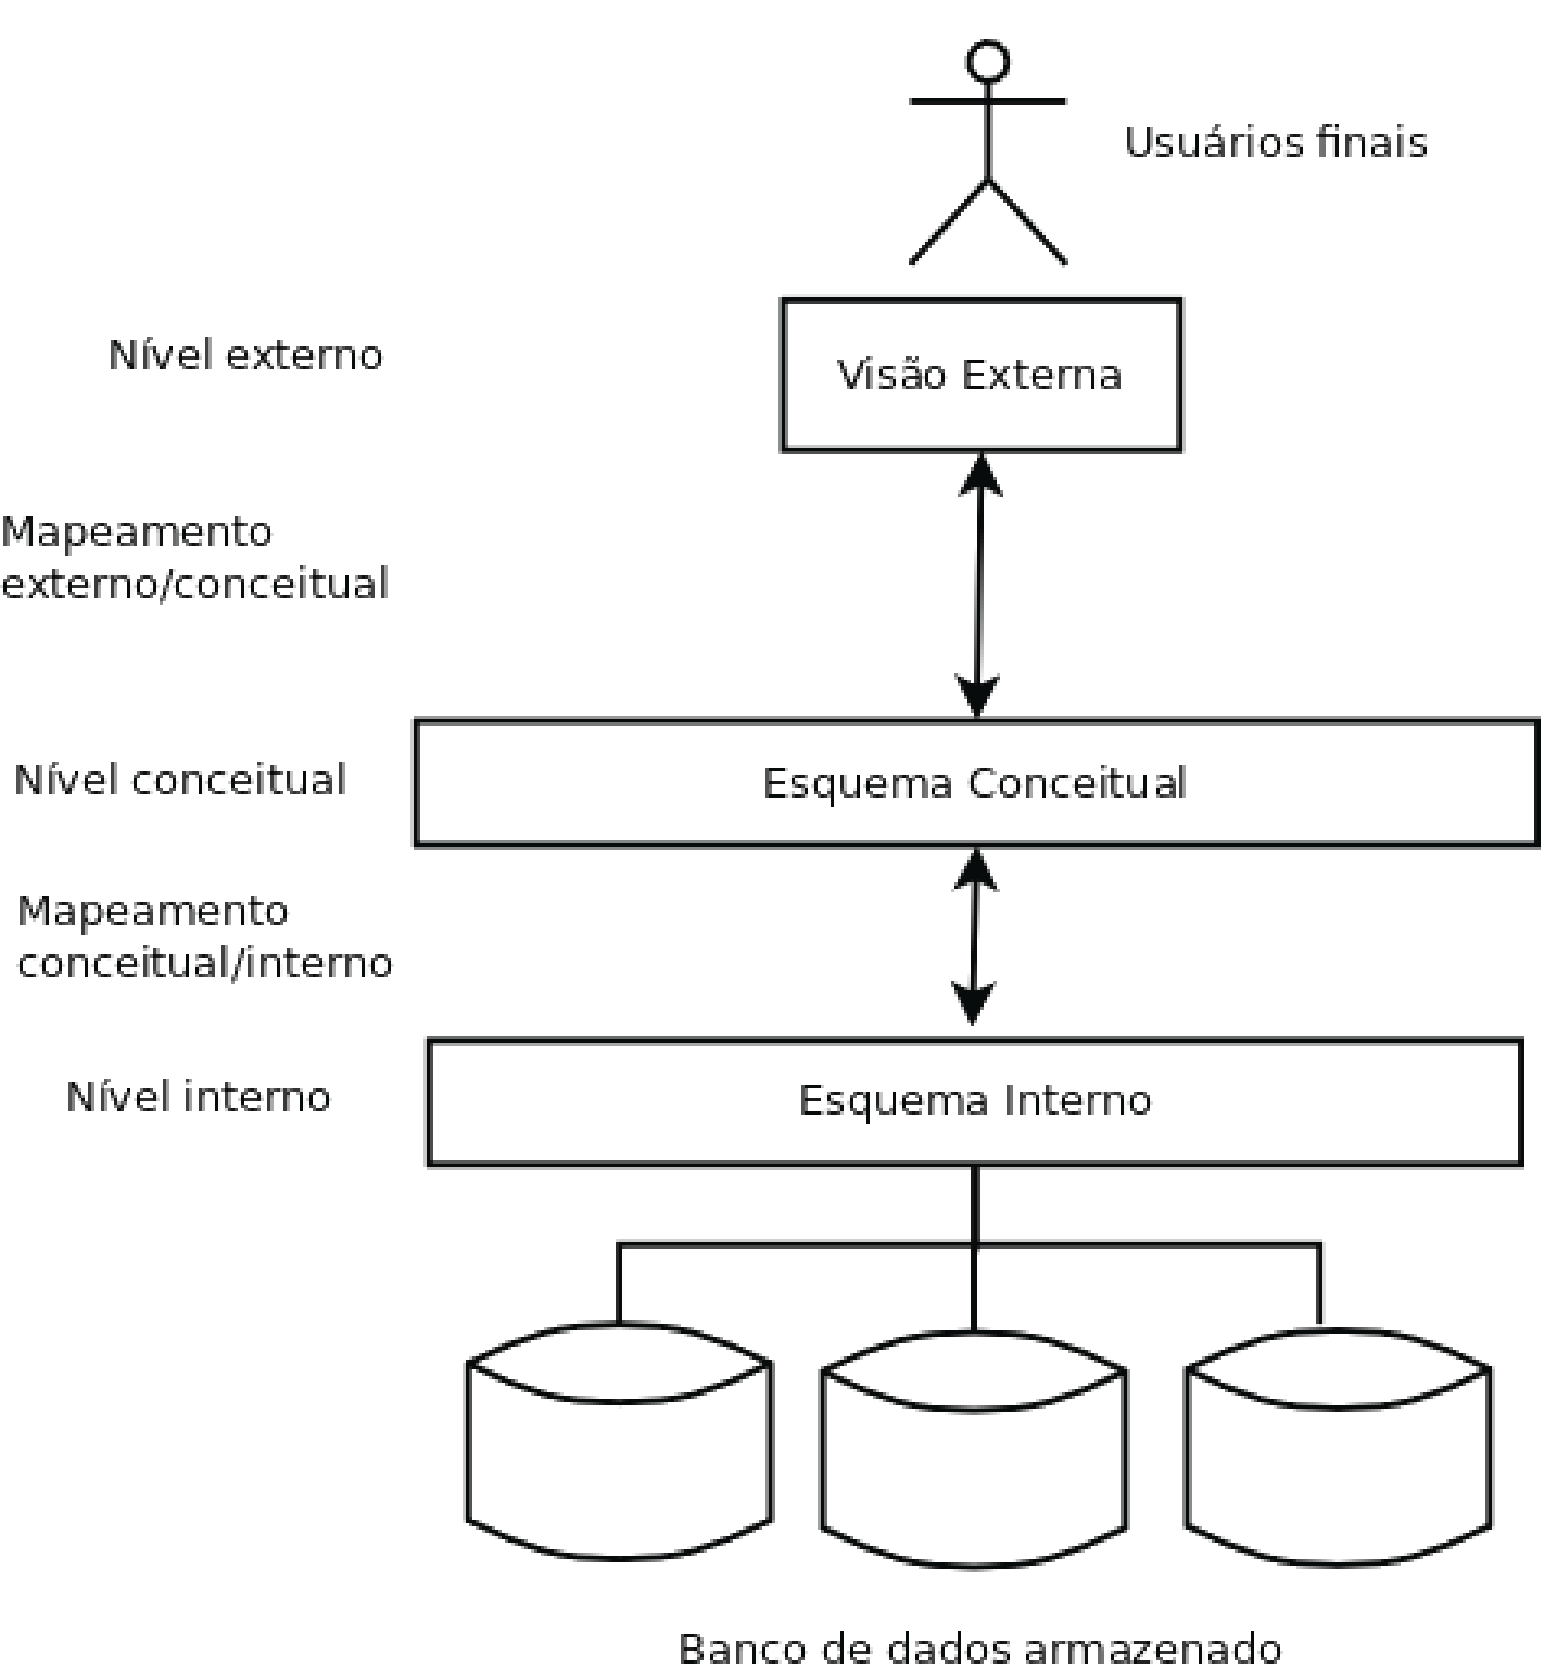 Usuários finais
Nível externo
Visão Externa
Mapeamento
externo/conceitual
Nível conceitual
Esquema Conceitual
Mapeamento
conceitual/interno
Nível interno
Esquema Interno
Banco de dados armazenado